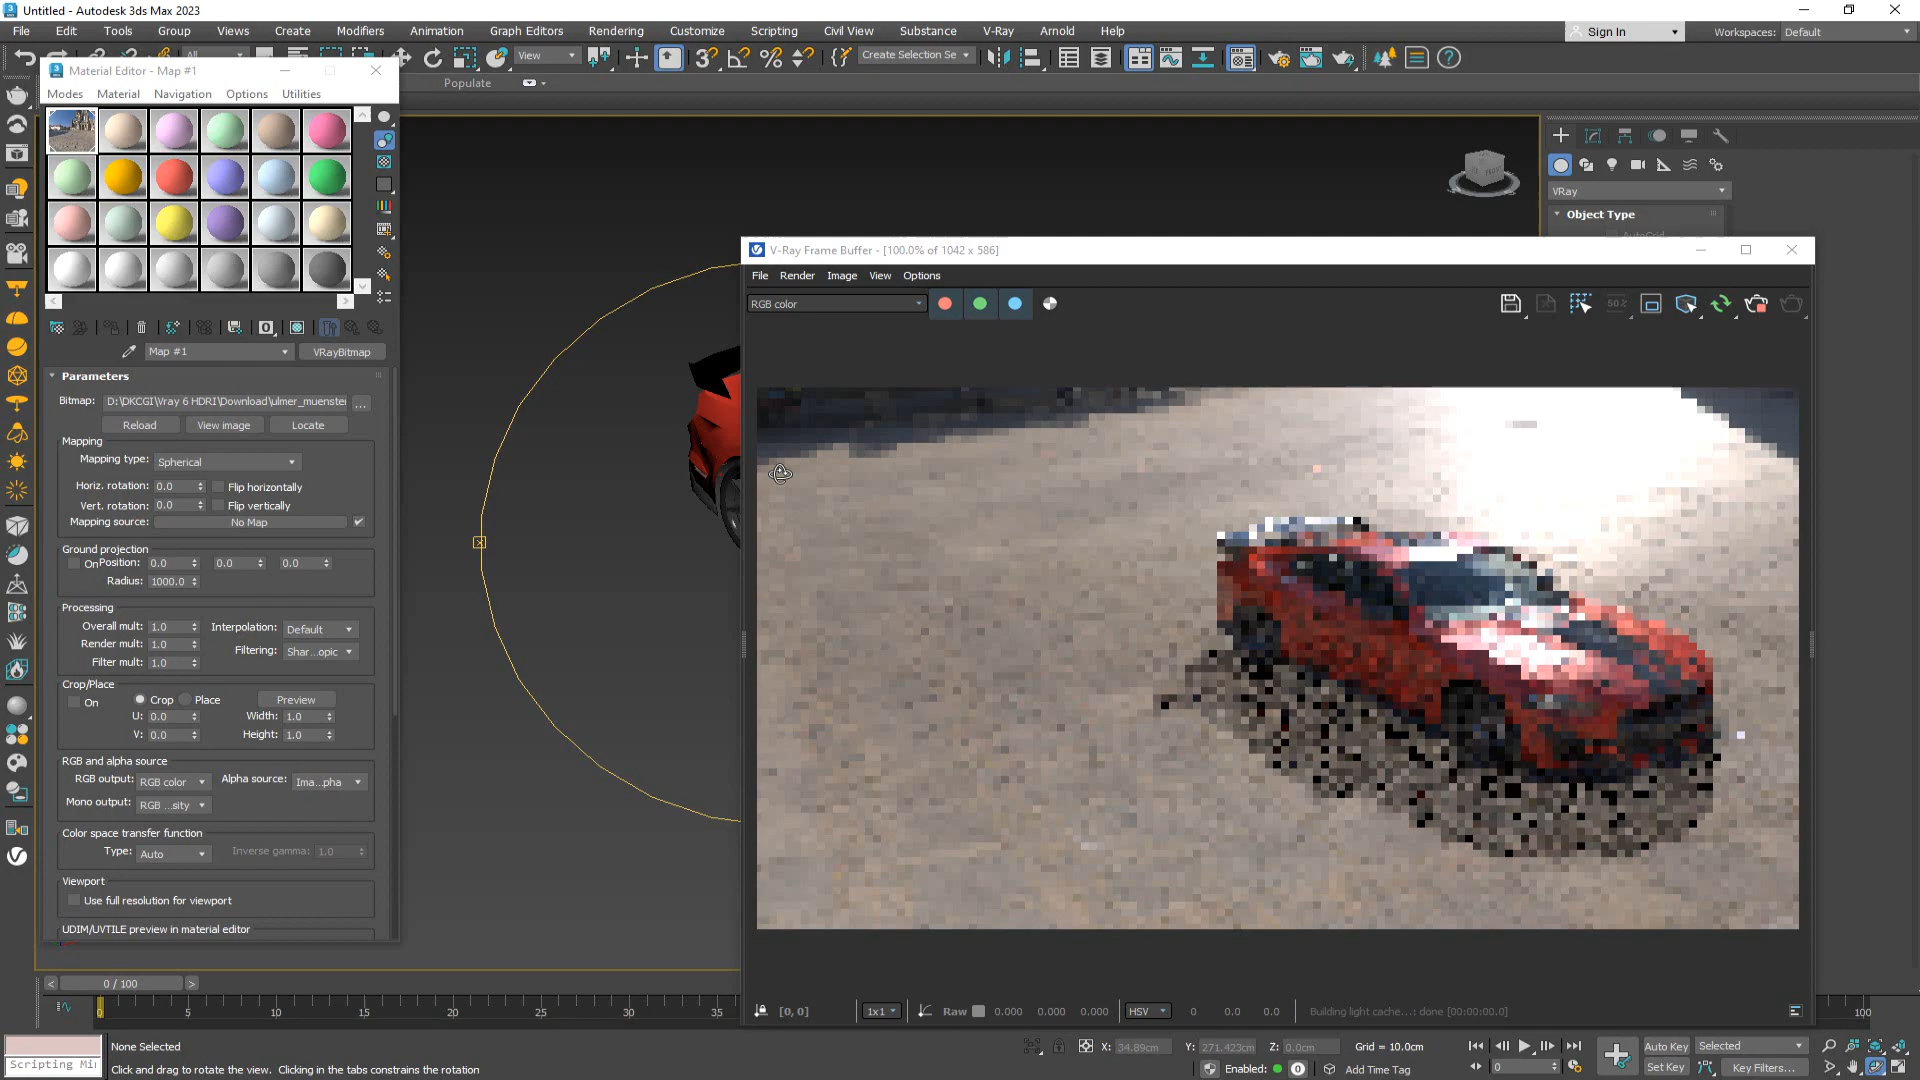 Untitled - Autodesk 3ds Max 2023
File Edit Tools Group Views Create Modifiers Animation Graph Editors Rendering Customize Scripting Civil View Substance V-Ray Arnold Help
Sign In Workspaces: Default
All View Create Selection Se
Material Editor - Map #1
Populate
Modes Material Navigation Options Utilities
Map #1 VRayBitmap
Parameters
Bitmap: D:\DKCGI\Vray 6 HDRI\Download\ulmer_muenster ...
Reload View image Locate
Mapping
Mapping type: Spherical
Horiz. rotation: 0.0 Flip horizontally
Vert. rotation: 0.0 Flip vertically
Mapping source: No Map
Ground projection
On Position: 0.0 0.0 0.0
Radius: 1000.0
Processing
Overall mult: 1.0 Interpolation: Default
Render mult: 1.0
Filter mult: 1.0 Filtering: Shar...opic
Crop/Place
On Crop Place Preview
U: 0.0 Width: 1.0
V: 0.0 Height: 1.0
RGB and alpha source
RGB output: RGB color Alpha source: Ima...pha
Mono output: RGB ...sity
Color space transfer function
Type: Auto Inverse gamma: 1.0
Viewport
Use full resolution for viewport
UDIM/UVTILE preview in material editor
VRay
Object Type
AutoGrid
V-Ray Frame Buffer - [100.0% of 1042 x 586]
File Render Image View Options
RGB color
50%
[0, 0] 1x1 Raw 0.000 0.000 0.000 HSV 0 0.0 0.0 Building light cache...: done [00:00:00.0]
< 0 / 100 >
0 5 10 15 20 25 30 35 100
None Selected
Scripting Mi
Click and drag to rotate the view. Clicking in the tabs constrains the rotation
X: 34.89cm Y: 271.423cm Z: 0.0cm Grid = 10.0cm
Enabled: 0 Add Time Tag
0
Auto Key Selected
Set Key Key Filters...